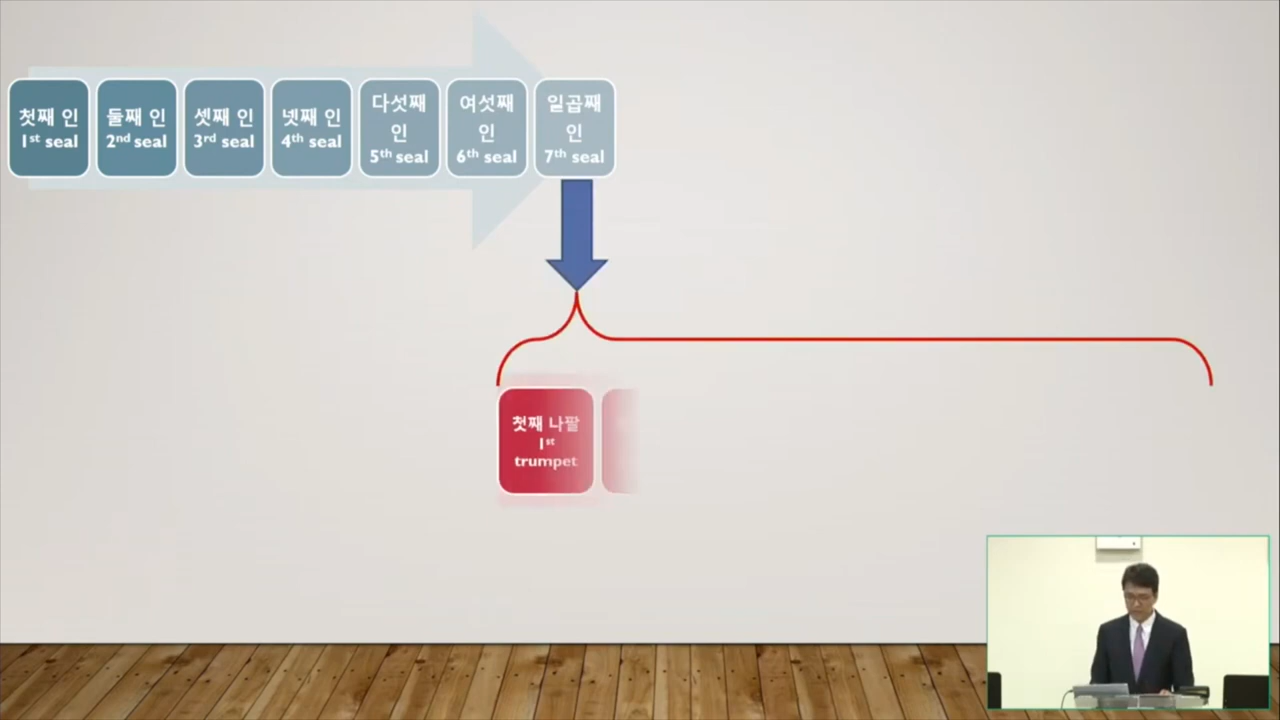 첫째 인
1st seal
둘째 인
2nd seal
셋째 인
3rd seal
넷째 인
4th seal
다섯째
인
5th seal
여섯째
인
6th seal
일곱째
인
7th seal
첫째 나팔
1st
trumpet